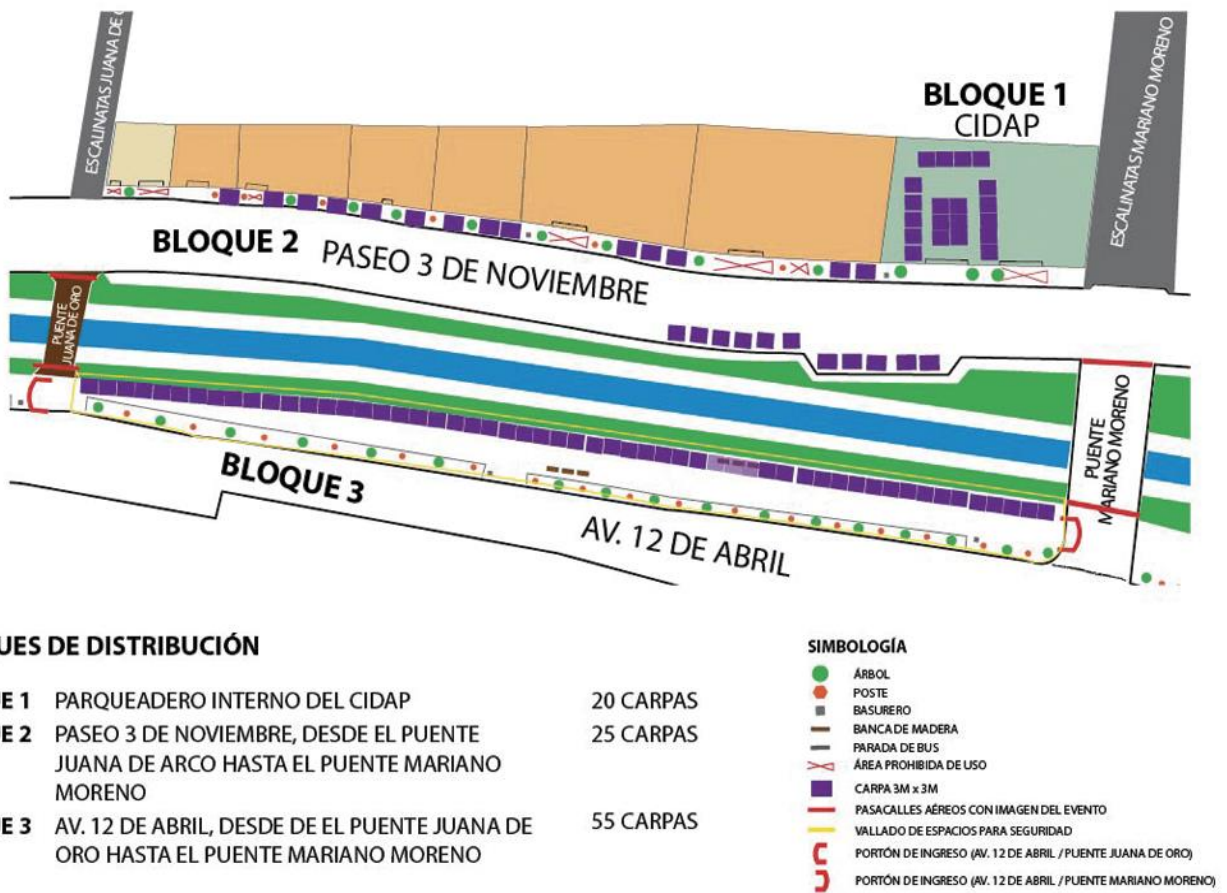 ESCALINATAS JUANA DE
BLOQUE 1
CIDAP
ESCALINATAS MARIANO MORENO
BLOQUE 2
PASEO 3 DE NOVIEMBRE
PUENTE
JUANA DE ORO
PUENTE
MARIANO MORENO
BLOQUE 3
AV. 12 DE ABRIL
UES DE DISTRIBUCIÓN
E 1 PARQUEADERO INTERNO DEL CIDAP 20 CARPAS
E 2 PASEO 3 DE NOVIEMBRE, DESDE EL PUENTE 25 CARPAS
JUANA DE ARCO HASTA EL PUENTE MARIANO
MORENO
E 3 AV. 12 DE ABRIL, DESDE DE EL PUENTE JUANA DE 55 CARPAS
ORO HASTA EL PUENTE MARIANO MORENO
SIMBOLOGÍA
ÁRBOL
POSTE
BASURERO
BANCA DE MADERA
PARADA DE BUS
ÁREA PROHIBIDA DE USO
CARPA 3M x 3M
PASACALLES AÉREOS CON IMAGEN DEL EVENTO
VALLADO DE ESPACIOS PARA SEGURIDAD
PORTÓN DE INGRESO (AV. 12 DE ABRIL / PUENTE JUANA DE ORO)
PORTÓN DE INGRESO (AV. 12 DE ABRIL / PUENTE MARIANO MORENO)